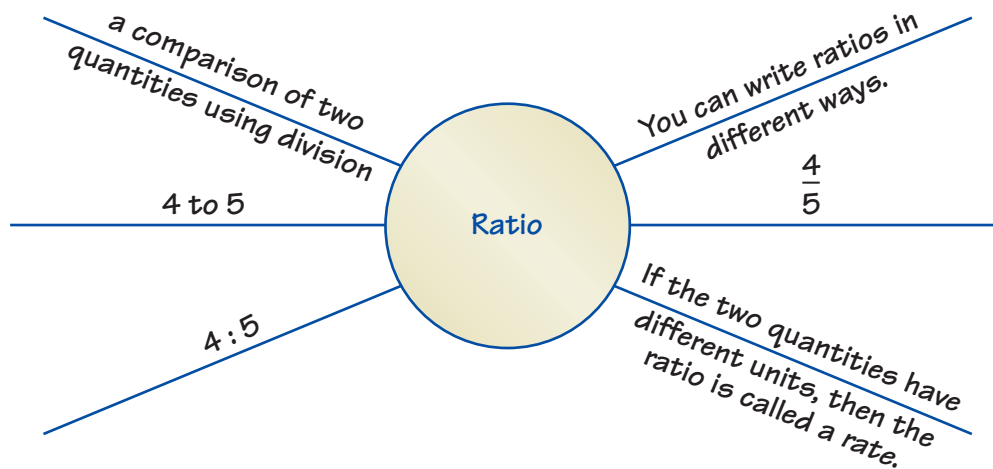 a comparison of two
quantities using division
4 to 5
4 : 5
Ratio
You can write ratios in
different ways.
4
5
If the two quantities have
different units, then the
ratio is called a rate.